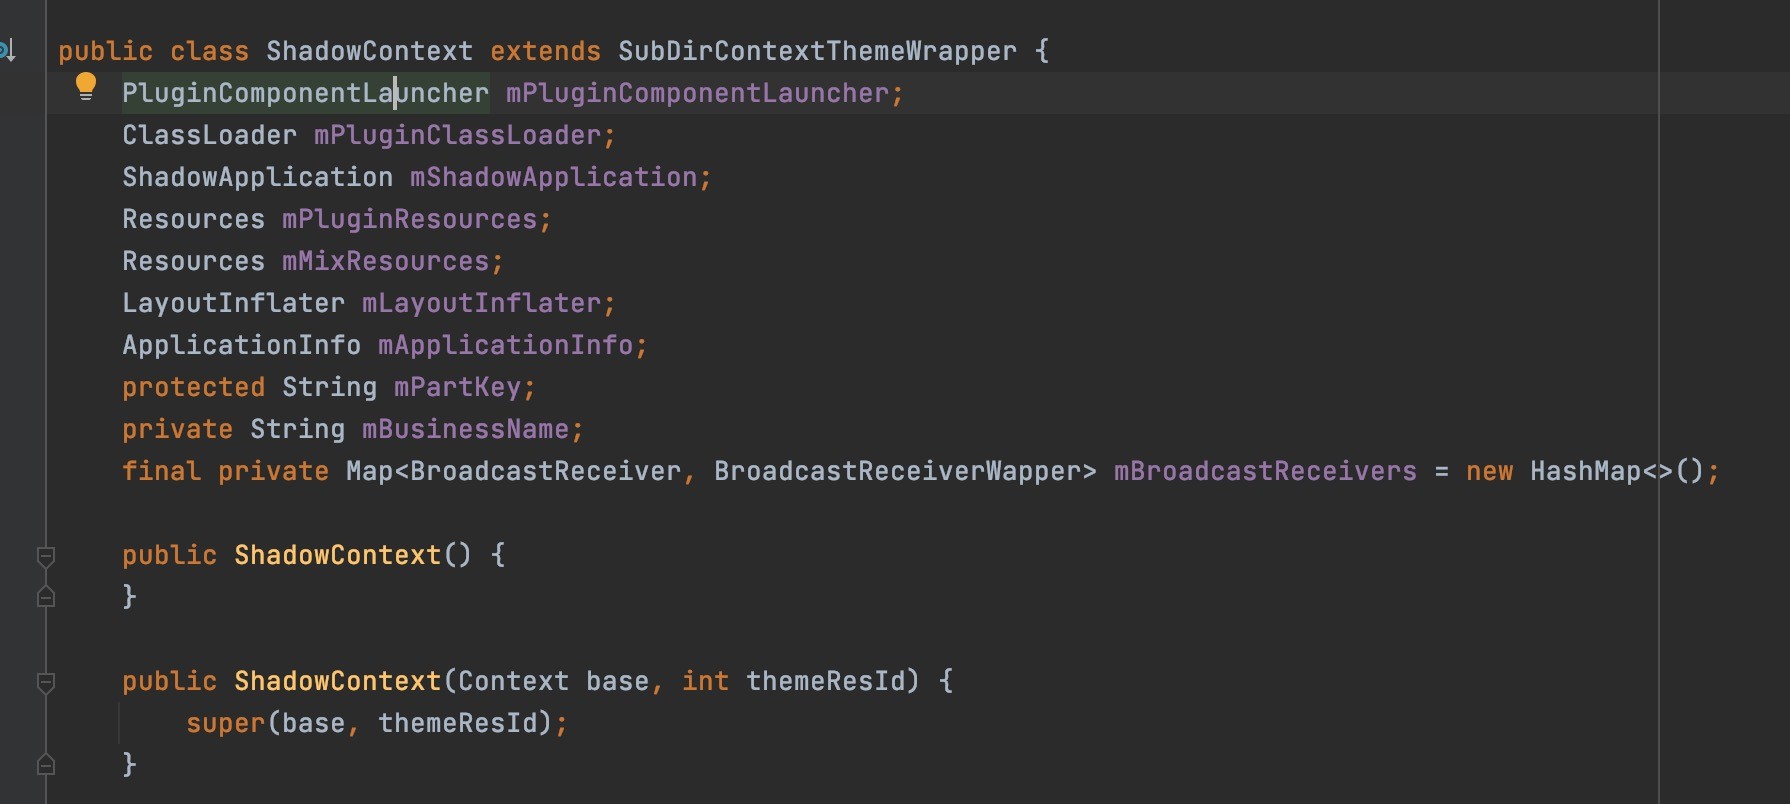 public class ShadowContext extends SubDirContextThemeWrapper {
PluginComponentLauncher mPluginComponentLauncher;
ClassLoader mPluginClassLoader;
ShadowApplication mShadowApplication;
Resources mPluginResources;
Resources mMixResources;
LayoutInflater mLayoutInflater;
ApplicationInfo mApplicationInfo;
protected String mPartKey;
private String mBusinessName;
final private Map<BroadcastReceiver, BroadcastReceiverWapper> mBroadcastReceivers = new HashMap<>();
public ShadowContext() {
}
public ShadowContext(Context base, int themeResId) {
super(base, themeResId);
}